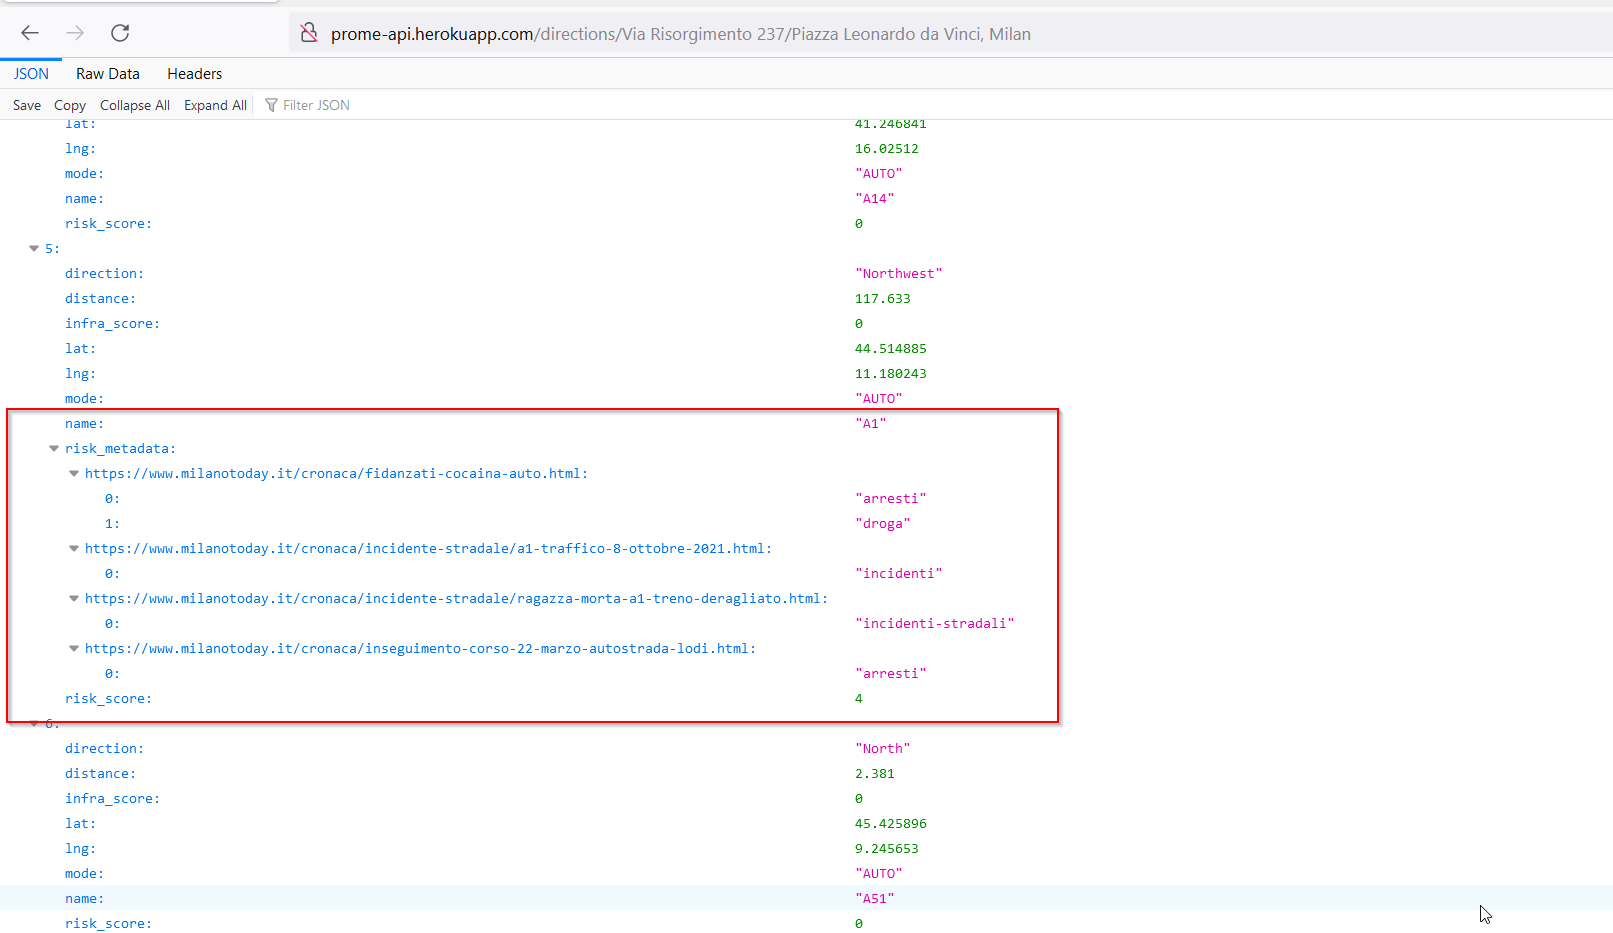 prome-api.herokuapp.com/directions/Via Risorgimento 237/Piazza Leonardo da Vinci, Milan
JSON Raw Data Headers
Save Copy Collapse All Expand All Filter JSON
lat: 41.246841
lng: 16.02512
mode: "AUTO"
name: "A14"
risk_score: 0
5:
direction: "Northwest"
distance: 117.633
infra_score: 0
lat: 44.514885
lng: 11.180243
mode: "AUTO"
name: "A1"
risk_metadata:
https://www.milanotoday.it/cronaca/fidanzati-cocaina-auto.html:
0: "arresti"
1: "droga"
https://www.milanotoday.it/cronaca/incidente-stradale/a1-traffico-8-ottobre-2021.html:
0: "incidenti"
https://www.milanotoday.it/cronaca/incidente-stradale/ragazza-morta-a1-treno-deragliato.html:
0: "incidenti-stradali"
https://www.milanotoday.it/cronaca/inseguimento-corso-22-marzo-autostrada-lodi.html:
0: "arresti"
risk_score: 4
6:
direction: "North"
distance: 2.381
infra_score: 0
lat: 45.425896
lng: 9.245653
mode: "AUTO"
name: "A51"
risk_score: 0